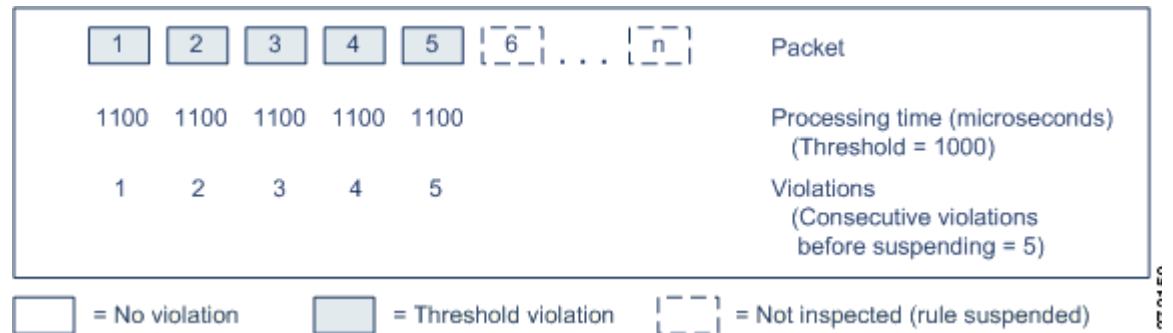 1 2 3 4 5 6 . . . n Packet
1100 1100 1100 1100 1100 Processing time (microseconds)
(Threshold = 1000)
1 2 3 4 5 Violations
(Consecutive violations
before suspending = 5)
= No violation = Threshold violation = Not inspected (rule suspended)